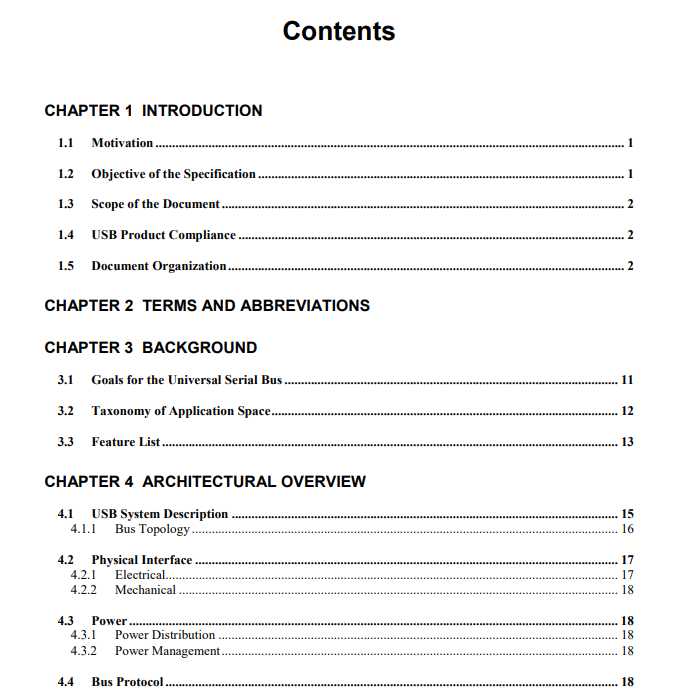 Contents
CHAPTER 1 INTRODUCTION
1.1 Motivation ........ 1
1.2 Objective of the Specification ........ 1
1.3 Scope of the Document ........ 2
1.4 USB Product Compliance ........ 2
1.5 Document Organization ........ 2
CHAPTER 2 TERMS AND ABBREVIATIONS
CHAPTER 3 BACKGROUND
3.1 Goals for the Universal Serial Bus ........ 11
3.2 Taxonomy of Application Space ........ 12
3.3 Feature List ........ 13
CHAPTER 4 ARCHITECTURAL OVERVIEW
4.1 USB System Description ........ 15
4.1.1 Bus Topology ........ 16
4.2 Physical Interface ........ 17
4.2.1 Electrical ........ 17
4.2.2 Mechanical ........ 18
4.3 Power ........ 18
4.3.1 Power Distribution ........ 18
4.3.2 Power Management ........ 18
4.4 Bus Protocol ........ 18